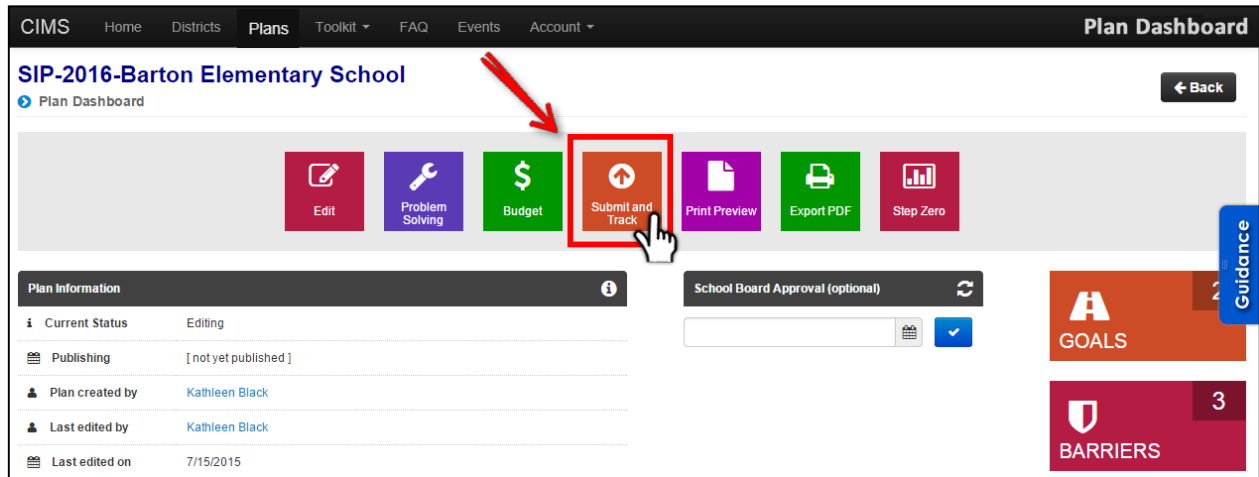 CIMS Home Districts Plans Toolkit FAQ Events Account Plan Dashboard
SIP-2016-Barton Elementary School
Plan Dashboard
Back
Edit
Problem
Solving
Budget
Submit and
Track
Print Preview
Export PDF
Step Zero
Guidance
Plan Information
Current Status Editing
Publishing [ not yet published ]
Plan created by Kathleen Black
Last edited by Kathleen Black
Last edited on 7/15/2015
School Board Approval (optional)
2
GOALS
3
BARRIERS